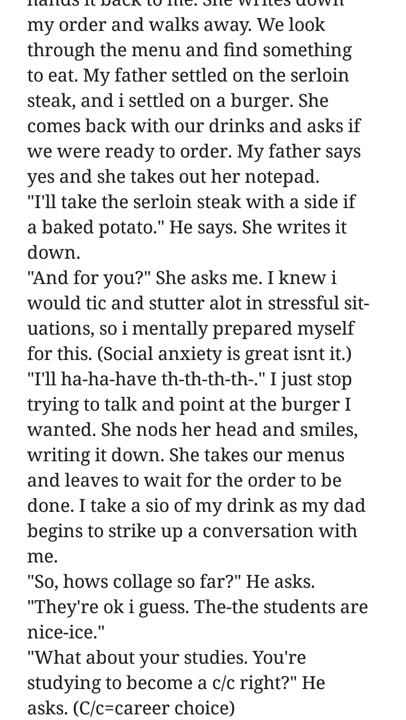 hands it back to me. She writes down
my order and walks away. We look
through the menu and find something
to eat. My father settled on the serloin
steak, and i settled on a burger. She
comes back with our drinks and asks if
we were ready to order. My father says
yes and she takes out her notepad.
"I'll take the serloin steak with a side if
a baked potato." He says. She writes it
down.
"And for you?" She asks me. I knew i
would tic and stutter alot in stressful sit-
uations, so i mentally prepared myself
for this. (Social anxiety is great isnt it.)
"I'll ha-ha-have th-th-th-th-." I just stop
trying to talk and point at the burger I
wanted. She nods her head and smiles,
writing it down. She takes our menus
and leaves to wait for the order to be
done. I take a sio of my drink as my dad
begins to strike up a conversation with
me.
"So, hows collage so far?" He asks.
"They're ok i guess. The-the students are
nice-ice."
"What about your studies. You're
studying to become a c/c right?" He
asks. (C/c=career choice)